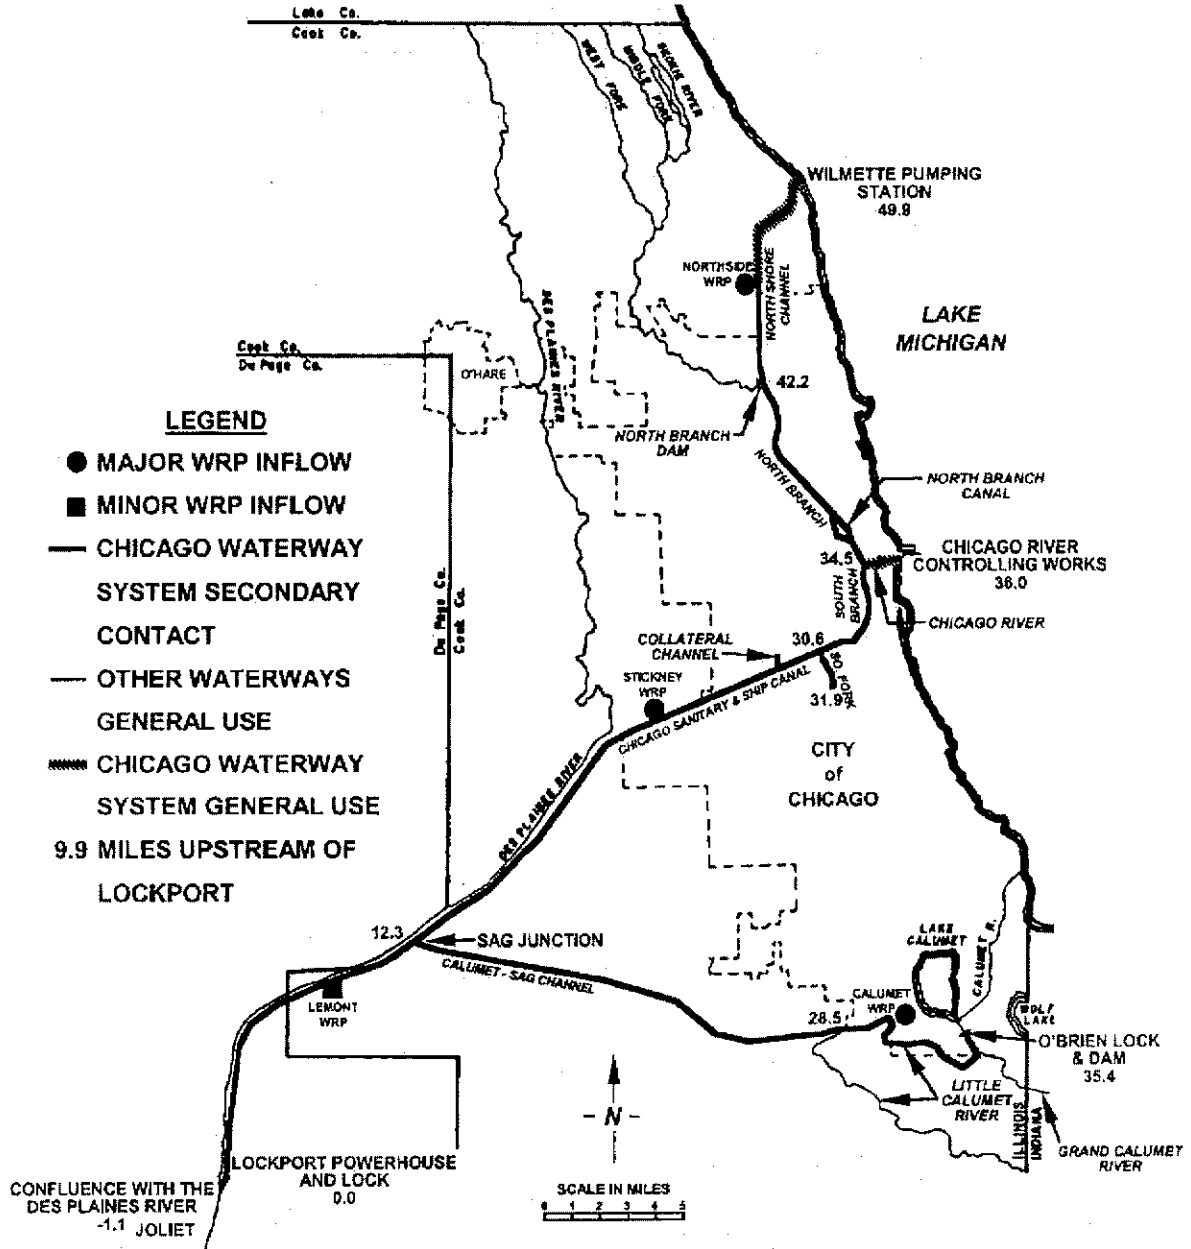 Lake Co.
Cook Co.
WEST FORK
MIDDLE FORK
SKOKIE RIVER
WILMETTE PUMPING
STATION
49.9
NORTHSIDE
WRP
NORTH SHORE
CHANNEL
LAKE
MICHIGAN
DES PLAINES RIVER
Cook Co.
Du Page Co.
O'HARE
42.2
NORTH BRANCH
DAM
NORTH BRANCH
NORTH BRANCH
CANAL
LEGEND
MAJOR WRP INFLOW
MINOR WRP INFLOW
CHICAGO WATERWAY
SYSTEM SECONDARY
CONTACT
OTHER WATERWAYS
GENERAL USE
CHICAGO WATERWAY
SYSTEM GENERAL USE
9.9 MILES UPSTREAM OF
LOCKPORT
Du Page Co.
Cook Co.
34.5
CHICAGO RIVER
CONTROLLING WORKS
36.0
SOUTH
BRANCH
CHICAGO RIVER
COLLATERAL
CHANNEL
30.6
SO. FORK
31.9
STICKNEY
WRP
CHICAGO SANITARY & SHIP CANAL
CITY
of
CHICAGO
DES PLAINES RIVER
12.3
SAG JUNCTION
CALUMET - SAG CHANNEL
LEMONT
WRP
LAKE
CALUMET
CALUMET R.
CALUMET
WRP
28.5
WOLF
LAKE
O'BRIEN LOCK
& DAM
35.4
LITTLE
CALUMET
RIVER
ILLINOIS
INDIANA
GRAND CALUMET
RIVER
- N -
SCALE IN MILES
0 1 2 3 4 5
LOCKPORT POWERHOUSE
AND LOCK
0.0
CONFLUENCE WITH THE
DES PLAINES RIVER
-1.1
JOLIET